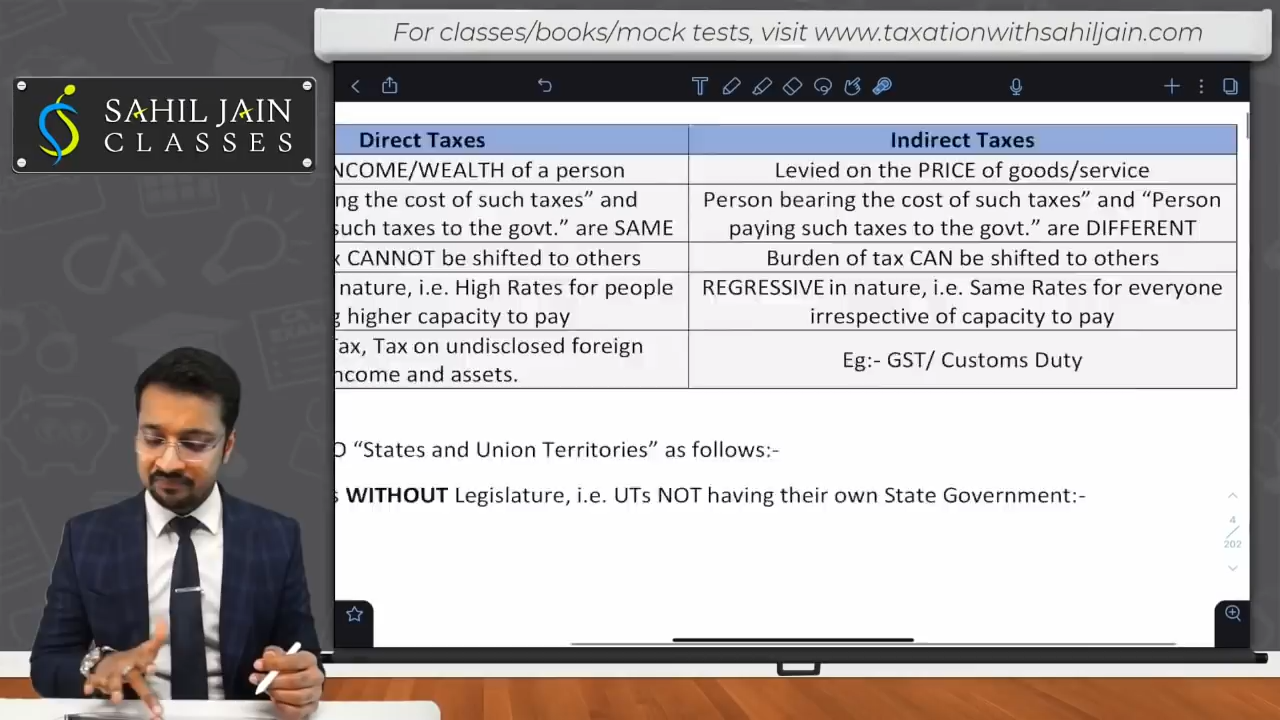 For classes/books/mock tests, visit www.taxationwithsahiljain.com
SAHIL JAIN
CLASSES
Direct Taxes
Indirect Taxes
NCOME/WEALTH of a person
Levied on the PRICE of goods/service
ng the cost of such taxes” and
such taxes to the govt.” are SAME
Person bearing the cost of such taxes” and “Person
paying such taxes to the govt.” are DIFFERENT
x CANNOT be shifted to others
Burden of tax CAN be shifted to others
nature, i.e. High Rates for people
g higher capacity to pay
REGRESSIVE in nature, i.e. Same Rates for everyone
irrespective of capacity to pay
Tax, Tax on undisclosed foreign
ncome and assets.
Eg:- GST/ Customs Duty
O “States and Union Territories” as follows:-
s WITHOUT Legislature, i.e. UTs NOT having their own State Government:-
4
202